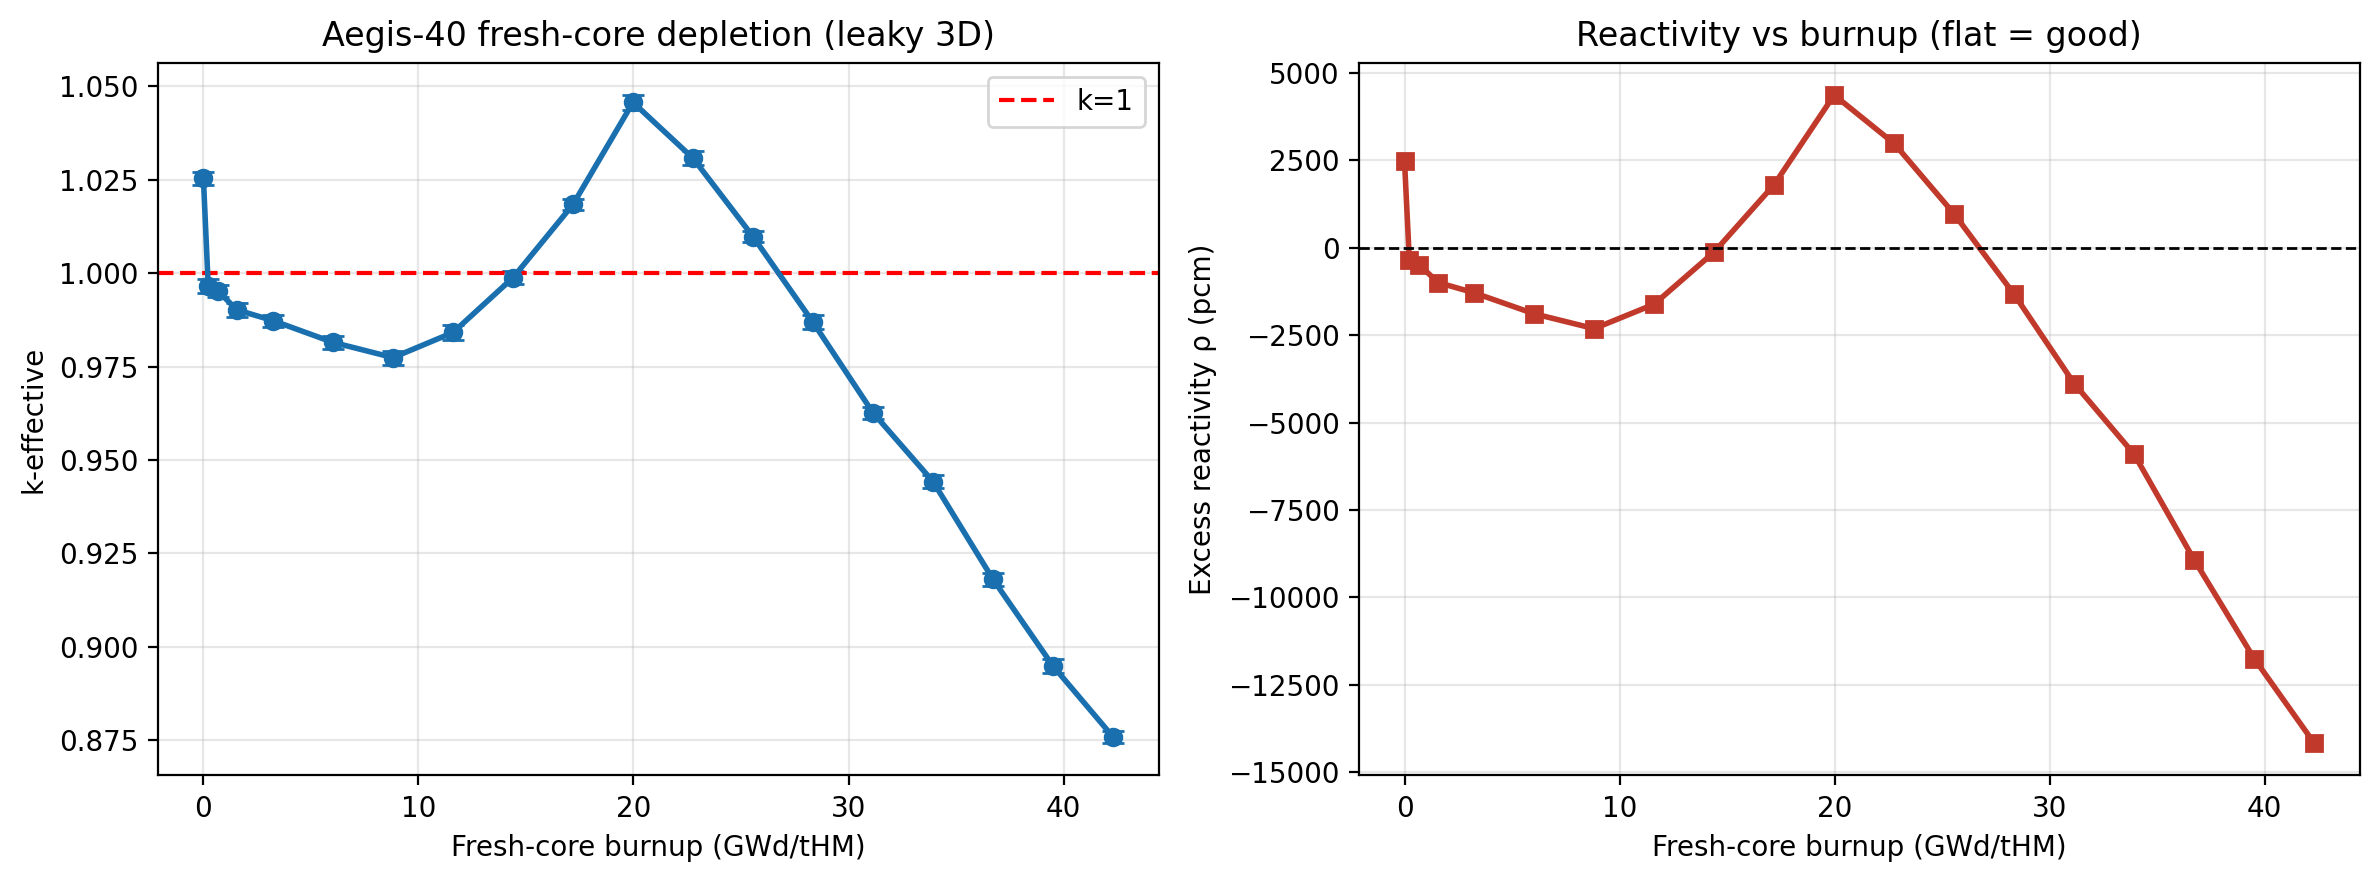 Aegis-40 fresh-core depletion (leaky 3D)
k-effective
1.050
1.025
1.000
0.975
0.950
0.925
0.900
0.875
k=1
0 10 20 30 40
Fresh-core burnup (GWd/tHM)
Reactivity vs burnup (flat = good)
Excess reactivity ρ (pcm)
5000
2500
0
−2500
−5000
−7500
−10000
−12500
−15000
0 10 20 30 40
Fresh-core burnup (GWd/tHM)